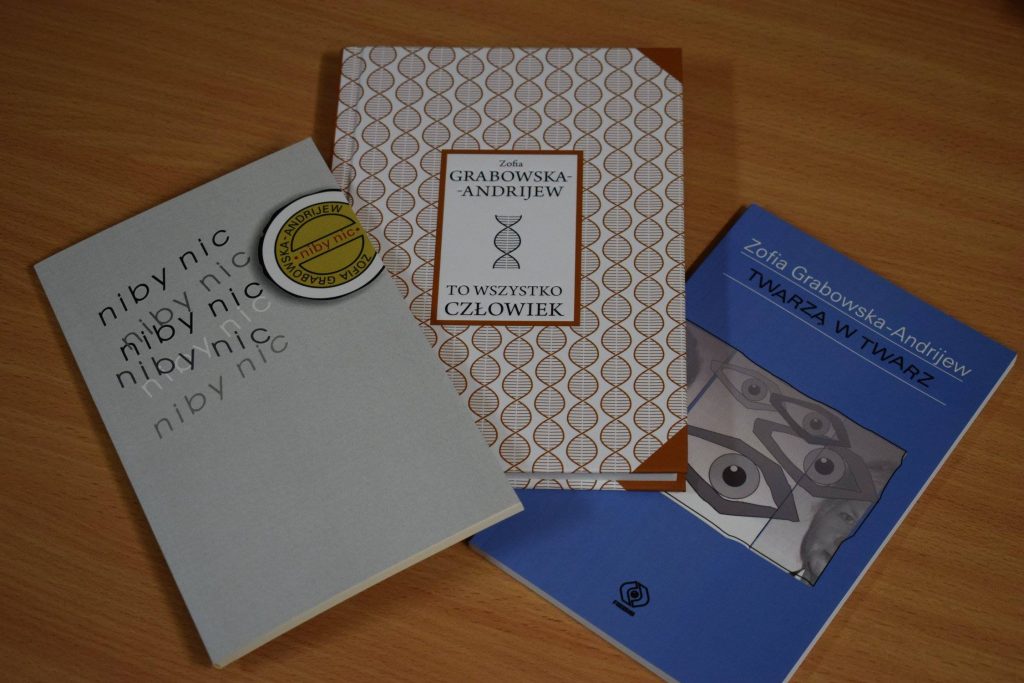 niby nic
niby nic
niby nic
niby nic
niby nic
niby nic
ZOFIA GRABOWSKA-ANDRIJEW
• niby nic •
Zofia
GRABOWSKA-
-ANDRIJEW
TO WSZYSTKO
CZŁOWIEK
Zofia Grabowska-Andrijew
TWARZĄ W TWARZ